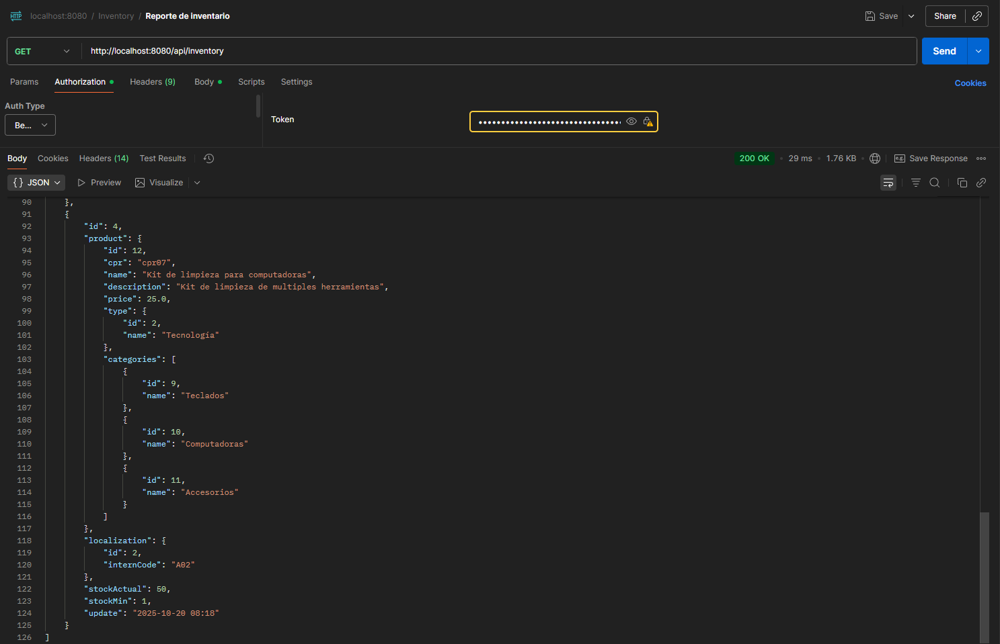 HTTP localhost:8080 / Inventory / Reporte de inventario Save Share
GET http://localhost:8080/api/inventory Send
Params Authorization Headers (9) Body Scripts Settings Cookies
Auth Type
Be...
Token ••••••••••••••••••••••••••••••••
Body Cookies Headers (14) Test Results 200 OK • 29 ms • 1.76 KB • e.g. Save Response
{} JSON Preview Visualize
90 },
91 {
92 "id": 4,
93 "product": {
94 "id": 12,
95 "cpr": "cpr07",
96 "name": "Kit de limpieza para computadoras",
97 "description": "Kit de limpieza de multiples herramientas",
98 "price": 25.0,
99 "type": {
100 "id": 2,
101 "name": "Tecnología"
102 },
103 "categories": [
104 {
105 "id": 9,
106 "name": "Teclados"
107 },
108 {
109 "id": 10,
110 "name": "Computadoras"
111 },
112 {
113 "id": 11,
114 "name": "Accesorios"
115 }
116 ]
117 },
118 "localization": {
119 "id": 2,
120 "internCode": "A02"
121 },
122 "stockActual": 50,
123 "stockMin": 1,
124 "update": "2025-10-20 08:18"
125 }
126 ]